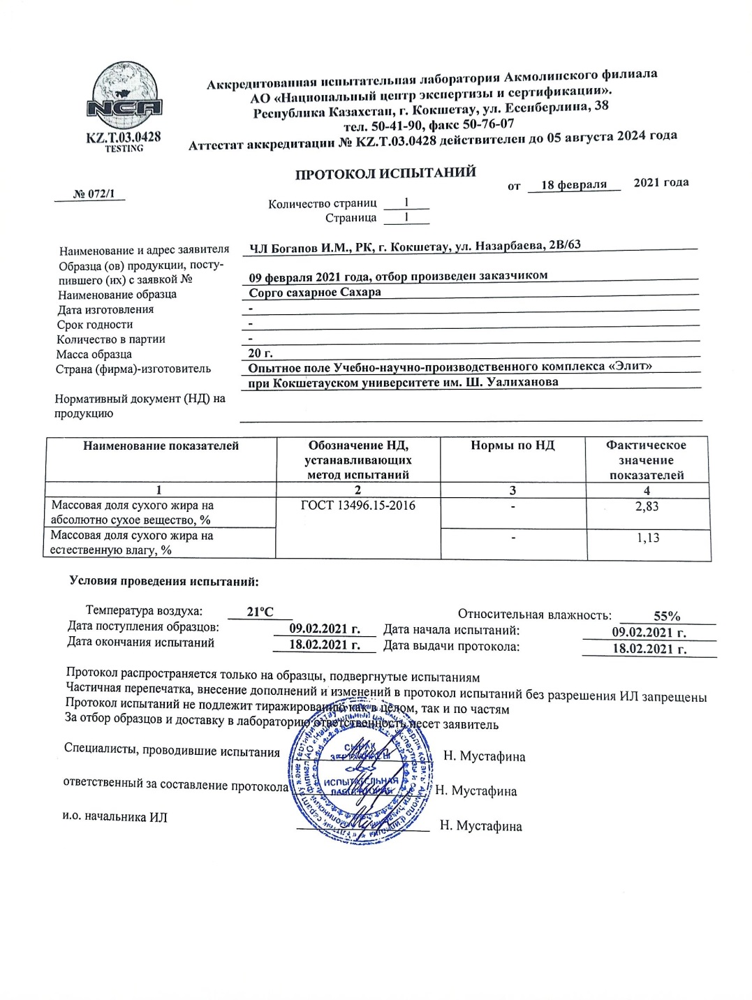 NCA
KZ.T.03.0428
TESTING
Аккредитованная испытательная лаборатория Акмолинского филиала
АО «Национальный центр экспертизы и сертификации».
Республика Казахстан, г. Кокшетау, ул. Есенберлина, 38
тел. 50-41-90, факс 50-76-07
Аттестат аккредитации № KZ.T.03.0428 действителен до 05 августа 2024 года
ПРОТОКОЛ ИСПЫТАНИЙ
№ 072/1 от 18 февраля 2021 года
Количество страниц 1
Страница 1
Наименование и адрес заявителя ЧЛ Богапов И.М., РК, г. Кокшетау, ул. Назарбаева, 2В/63
Образца (ов) продукции, посту-
пившего (их) с заявкой № 09 февраля 2021 года, отбор произведен заказчиком
Наименование образца Сорго сахарное Сахара
Дата изготовления -
Срок годности -
Количество в партии -
Масса образца 20 г.
Страна (фирма)-изготовитель Опытное поле Учебно-научно-производственного комплекса «Элит»
при Кокшетауском университете им. Ш. Уалиханова
Нормативный документ (НД) на
продукцию
Наименование показателей
Обозначение НД,
устанавливающих
метод испытаний
Нормы по НД
Фактическое
значение
показателей
1 2 3 4
Массовая доля сухого жира на
абсолютно сухое вещество, %
ГОСТ 13496.15-2016
-
2,83
Массовая доля сухого жира на
естественную влагу, %
-
1,13
Условия проведения испытаний:
Температура воздуха: 21ºС Относительная влажность: 55%
Дата поступления образцов: 09.02.2021 г. Дата начала испытаний: 09.02.2021 г.
Дата окончания испытаний 18.02.2021 г. Дата выдачи протокола: 18.02.2021 г.
Протокол распространяется только на образцы, подвергнутые испытаниям
Частичная перепечатка, внесение дополнений и изменений в протокол испытаний без разрешения ИЛ запрещены
Протокол испытаний не подлежит тиражированию как в целом, так и по частям
За отбор образцов и доставку в лабораторию ответственность несет заявитель
Специалисты, проводившие испытания Н. Мустафина
ответственный за составление протокола Н. Мустафина
и.о. начальника ИЛ Н. Мустафина
СЫНАҚ
ИСПЫТАТЕЛЬНАЯ
ЛАБОРАТОРИЯ